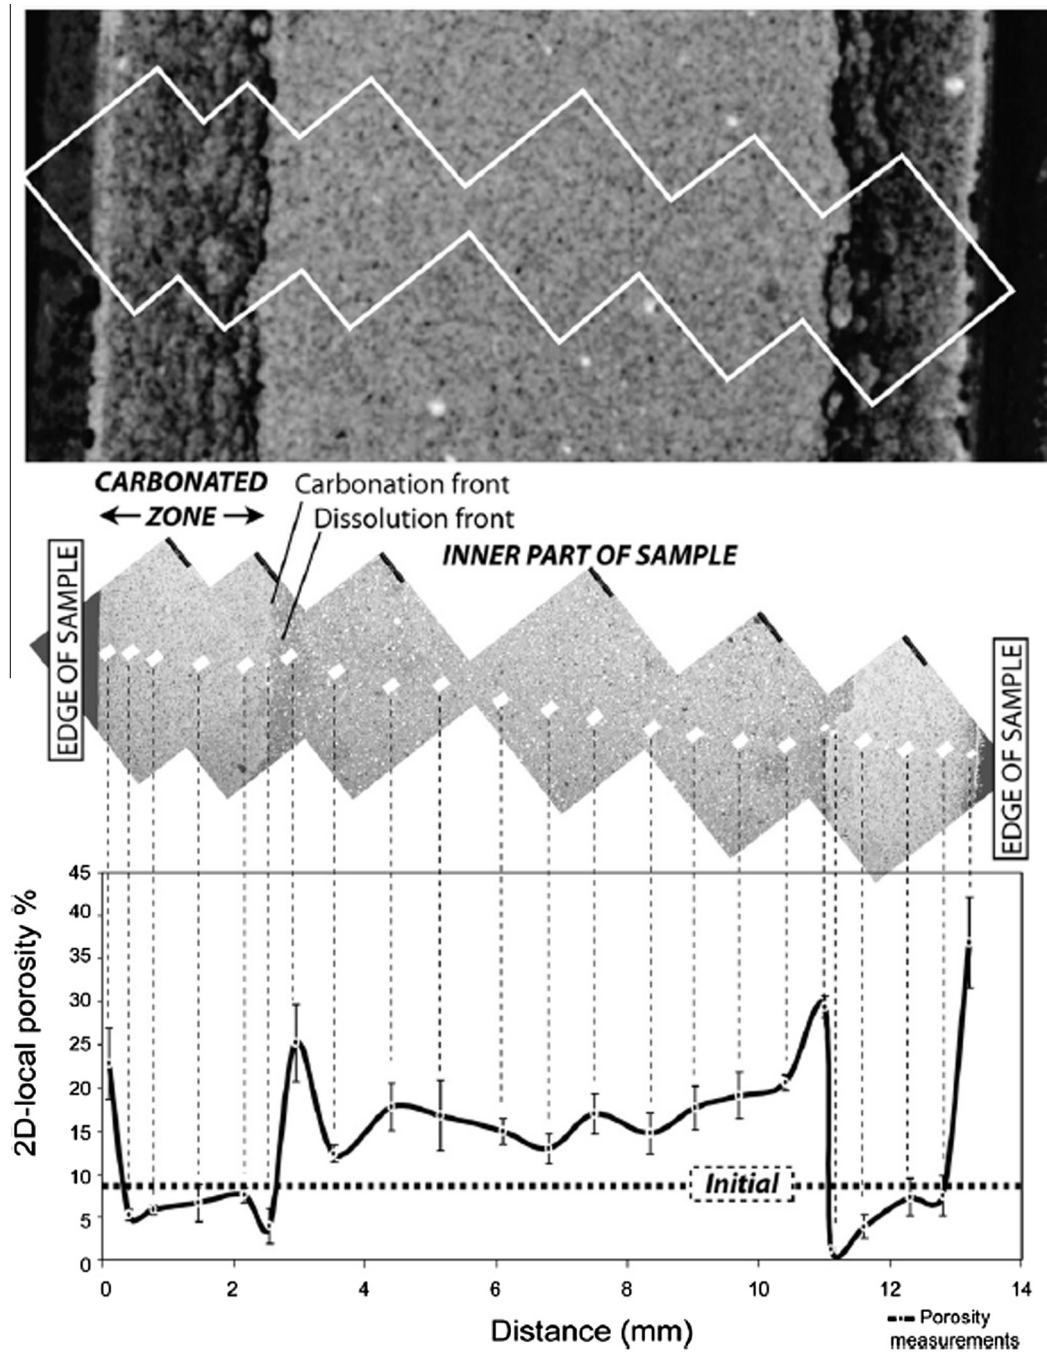 CARBONATED
ZONE
Carbonation front
Dissolution front
INNER PART OF SAMPLE
EDGE OF SAMPLE
EDGE OF SAMPLE
2D-local porosity %
45
40
35
30
25
20
15
10
5
0
Initial
0 2 4 6 8 10 12 14
Distance (mm)
Porosity
measurements